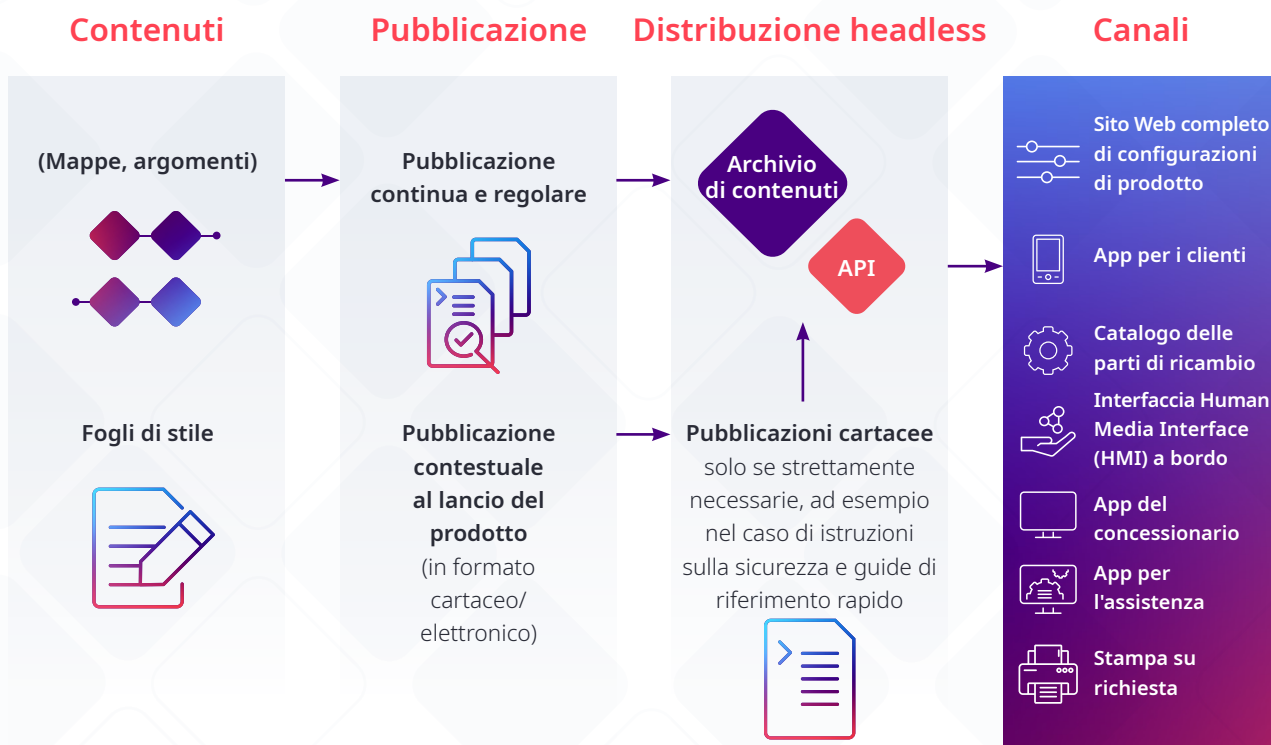 Contenuti
Pubblicazione
Distribuzione headless
Canali
(Mappe, argomenti)
Fogli di stile
Pubblicazione
continua e regolare
Pubblicazione
contestuale
al lancio del
prodotto
(in formato
cartaceo/
elettronico)
Archivio
di contenuti
API
Pubblicazioni cartacee
solo se strettamente
necessarie, ad esempio
nel caso di istruzioni
sulla sicurezza e guide di
riferimento rapido
Sito Web completo
di configurazioni
di prodotto
App per i clienti
Catalogo delle
parti di ricambio
Interfaccia Human
Media Interface
(HMI) a bordo
App del
concessionario
App per
l'assistenza
Stampa su
richiesta